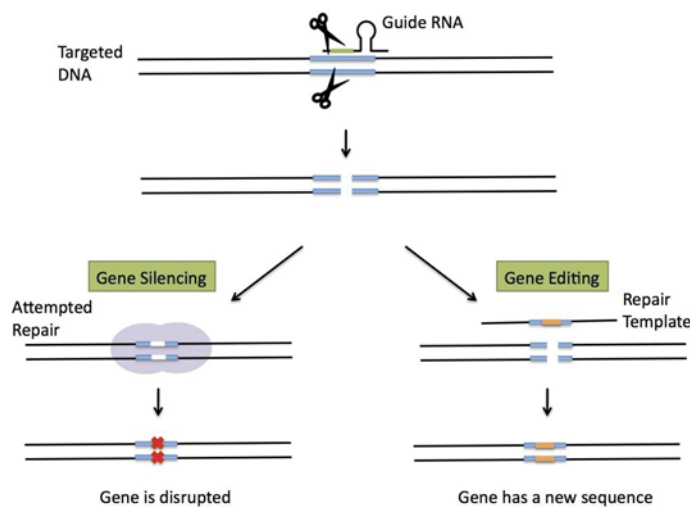 Guide RNA
Targeted
DNA
Gene Silencing
Gene Editing
Attempted
Repair
Repair
Template
Gene is disrupted
Gene has a new sequence